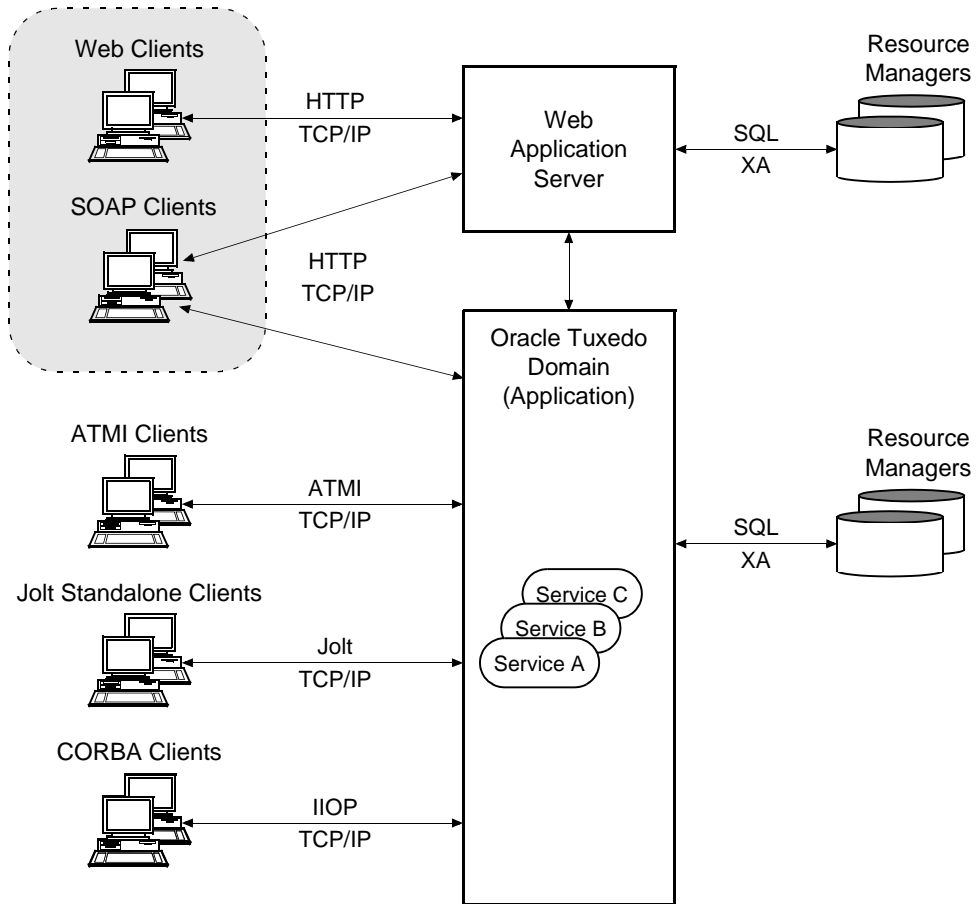 Web Clients
HTTP
TCP/IP
Web
Application
Server
SQL
XA
Resource
Managers
SOAP Clients
HTTP
TCP/IP
Oracle Tuxedo
Domain
(Application)
ATMI Clients
ATMI
TCP/IP
Resource
Managers
SQL
XA
Jolt Standalone Clients
Jolt
TCP/IP
Service C
Service B
Service A
CORBA Clients
IIOP
TCP/IP